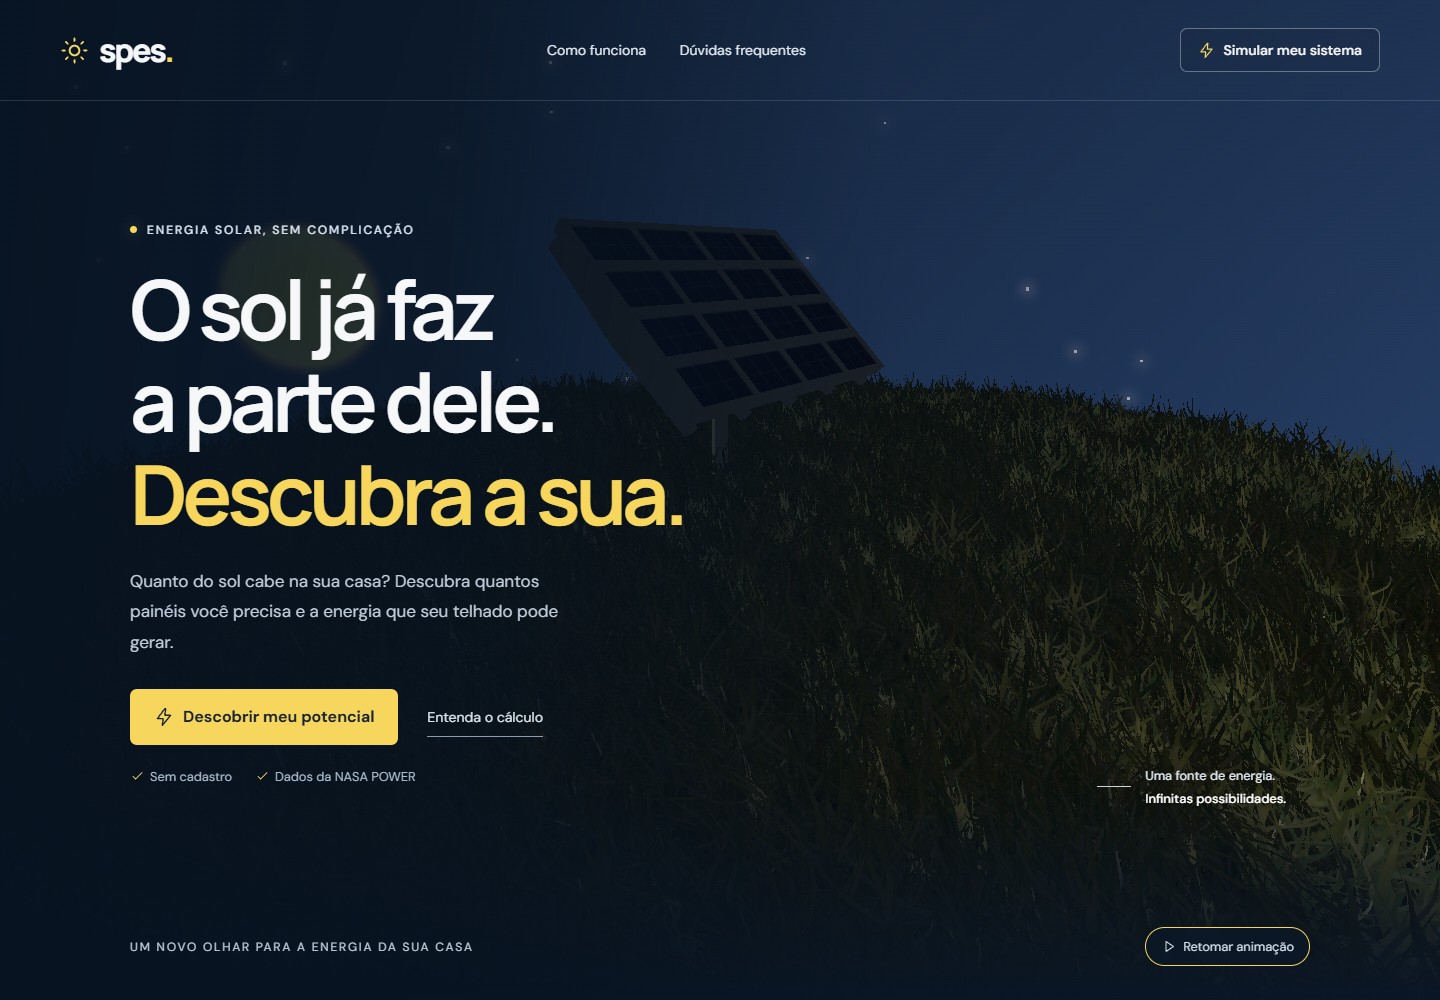 spes.
Como funciona
Dúvidas frequentes
Simular meu sistema
ENERGIA SOLAR, SEM COMPLICAÇÃO
O sol já faz
a parte dele.
Descubra a sua.
Quanto do sol cabe na sua casa? Descubra quantos
painéis você precisa e a energia que seu telhado pode
gerar.
Descobrir meu potencial
Entenda o cálculo
Sem cadastro
Dados da NASA POWER
Uma fonte de energia.
Infinitas possibilidades.
UM NOVO OLHAR PARA A ENERGIA DA SUA CASA
Retomar animação